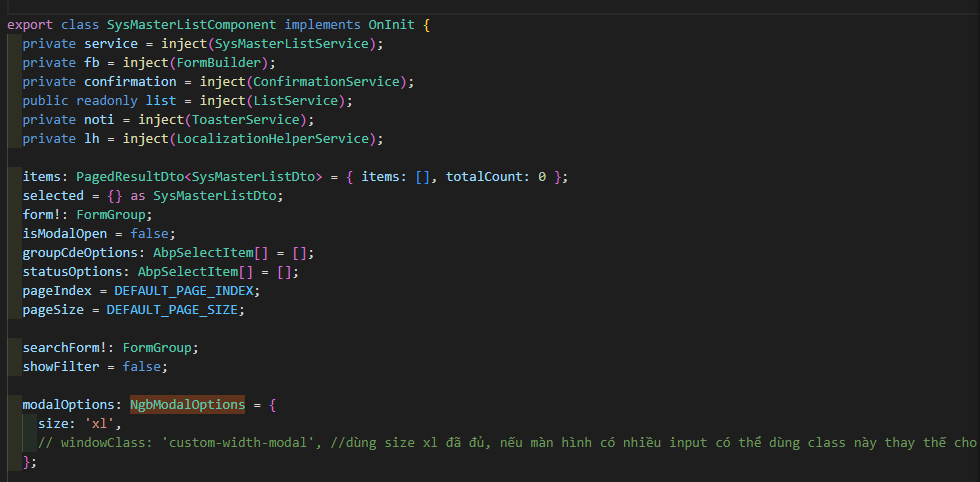 export class SysMasterListComponent implements OnInit {
private service = inject(SysMasterListService);
private fb = inject(FormBuilder);
private confirmation = inject(ConfirmationService);
public readonly list = inject(ListService);
private noti = inject(ToasterService);
private lh = inject(LocalizationHelperService);
items: PagedResultDto<SysMasterListDto> = { items: [], totalCount: 0 };
selected = {} as SysMasterListDto;
form!: FormGroup;
isModalOpen = false;
groupCdeOptions: AbpSelectItem[] = [];
statusOptions: AbpSelectItem[] = [];
pageIndex = DEFAULT_PAGE_INDEX;
pageSize = DEFAULT_PAGE_SIZE;
searchForm!: FormGroup;
showFilter = false;
modalOptions: NgbModalOptions = {
size: 'xl',
// windowClass: 'custom-width-modal', //dùng size xl đã đủ, nếu màn hình có nhiều input có thể dùng class này thay thế cho
};